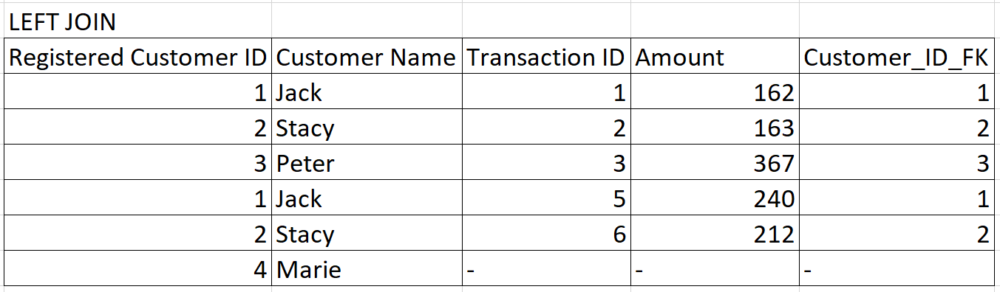 LEFT JOIN
Registered Customer ID Customer Name Transaction ID Amount Customer_ID_FK
1 Jack 1 162 1
2 Stacy 2 163 2
3 Peter 3 367 3
1 Jack 5 240 1
2 Stacy 6 212 2
4 Marie - - -